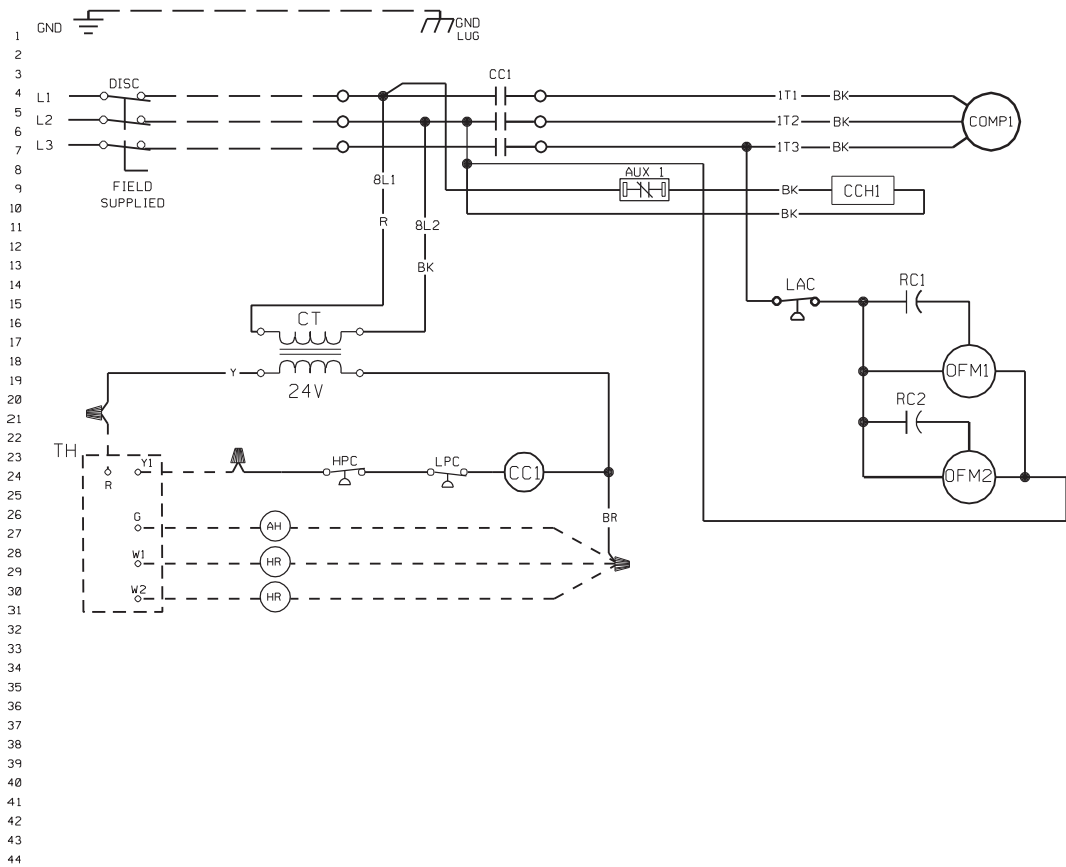 1 GND GND
LUG
2
3 CC1
DISC
4 L1 1T1 BK
5 L2 1T2 BK COMP1
6
7 L3 1T3 BK
8 8L1 AUX 1
9 FIELD BK CCH1
10 SUPPLIED BK
11 R 8L2
12
13 BK
14 LAC RC1
15
16 CT
17
18
19 Y OFM1
20 24V RC2
21
22
23 TH Y1 HPC LPC
24 R CC1 OFM2
25
26 G BR
27 AH
28 W1
29 HR
30 W2 HR
31
32
33
34
35
36
37
38
39
40
41
42
43
44